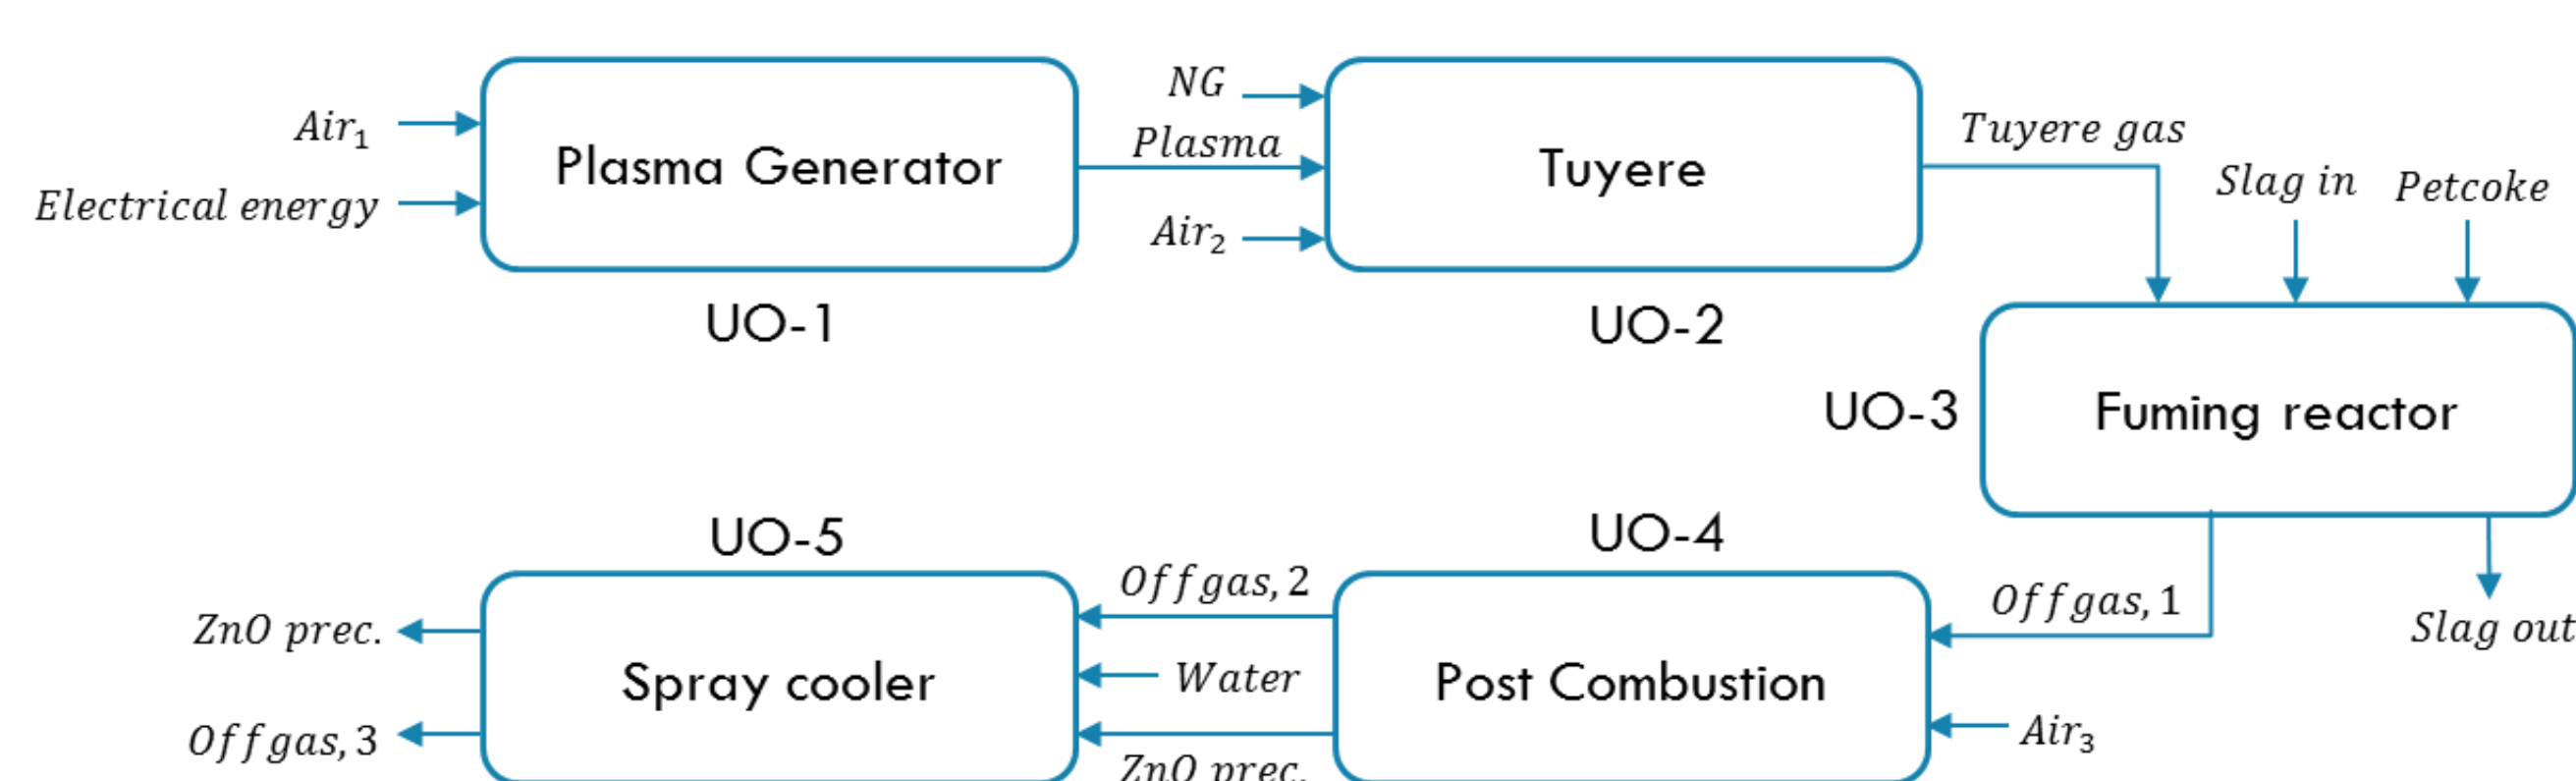 Air₁
Electrical energy
Plasma Generator
UO-1
NG
Plasma
Air₂
Tuyere
UO-2
Tuyere gas
Slag in
Petcoke
UO-3
Fuming reactor
Offgas, 1
Slag out
Air₃
UO-4
Post Combustion
Offgas, 2
Water
ZnO prec.
UO-5
Spray cooler
ZnO prec.
Offgas, 3